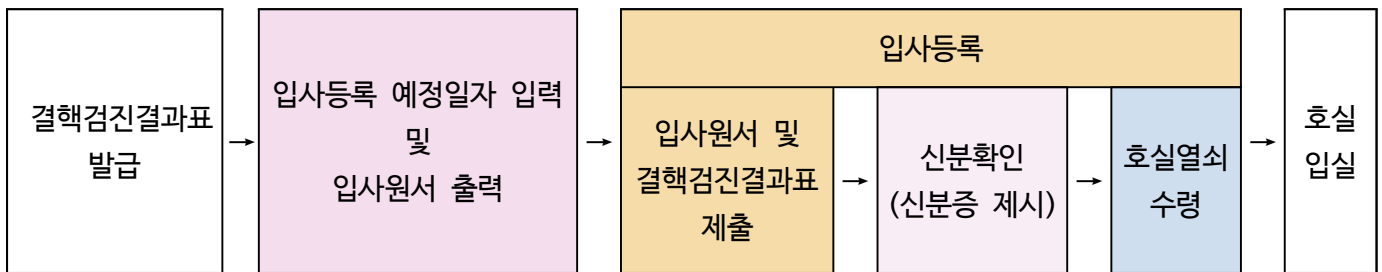 결핵검진결과표
발급
→
입사등록 예정일자 입력
및
입사원서 출력
→
입사등록
입사원서 및
결핵검진결과표
제출
→
신분확인
(신분증 제시)
→
호실열쇠
수령
→
호실
입실